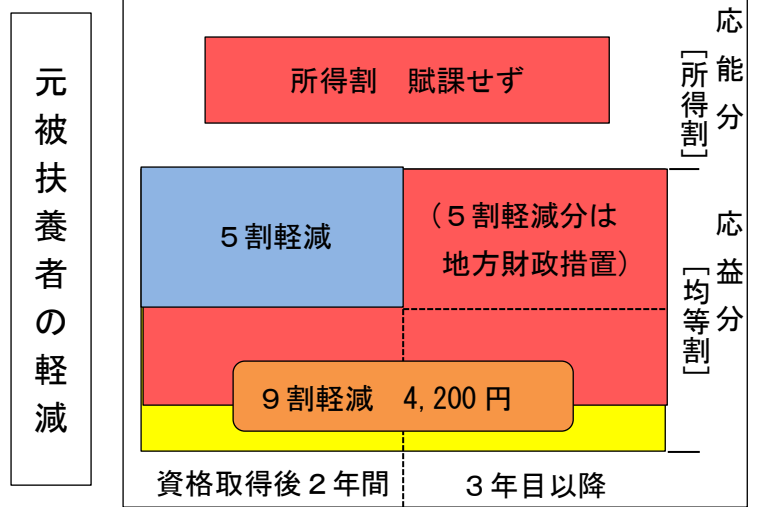 元被扶養者の軽減
所得割　賦課せず
応能分
[所得割]
５割軽減
（５割軽減分は
地方財政措置）
応益分
[均等割]
９割軽減　4,200円
資格取得後２年間
３年目以降